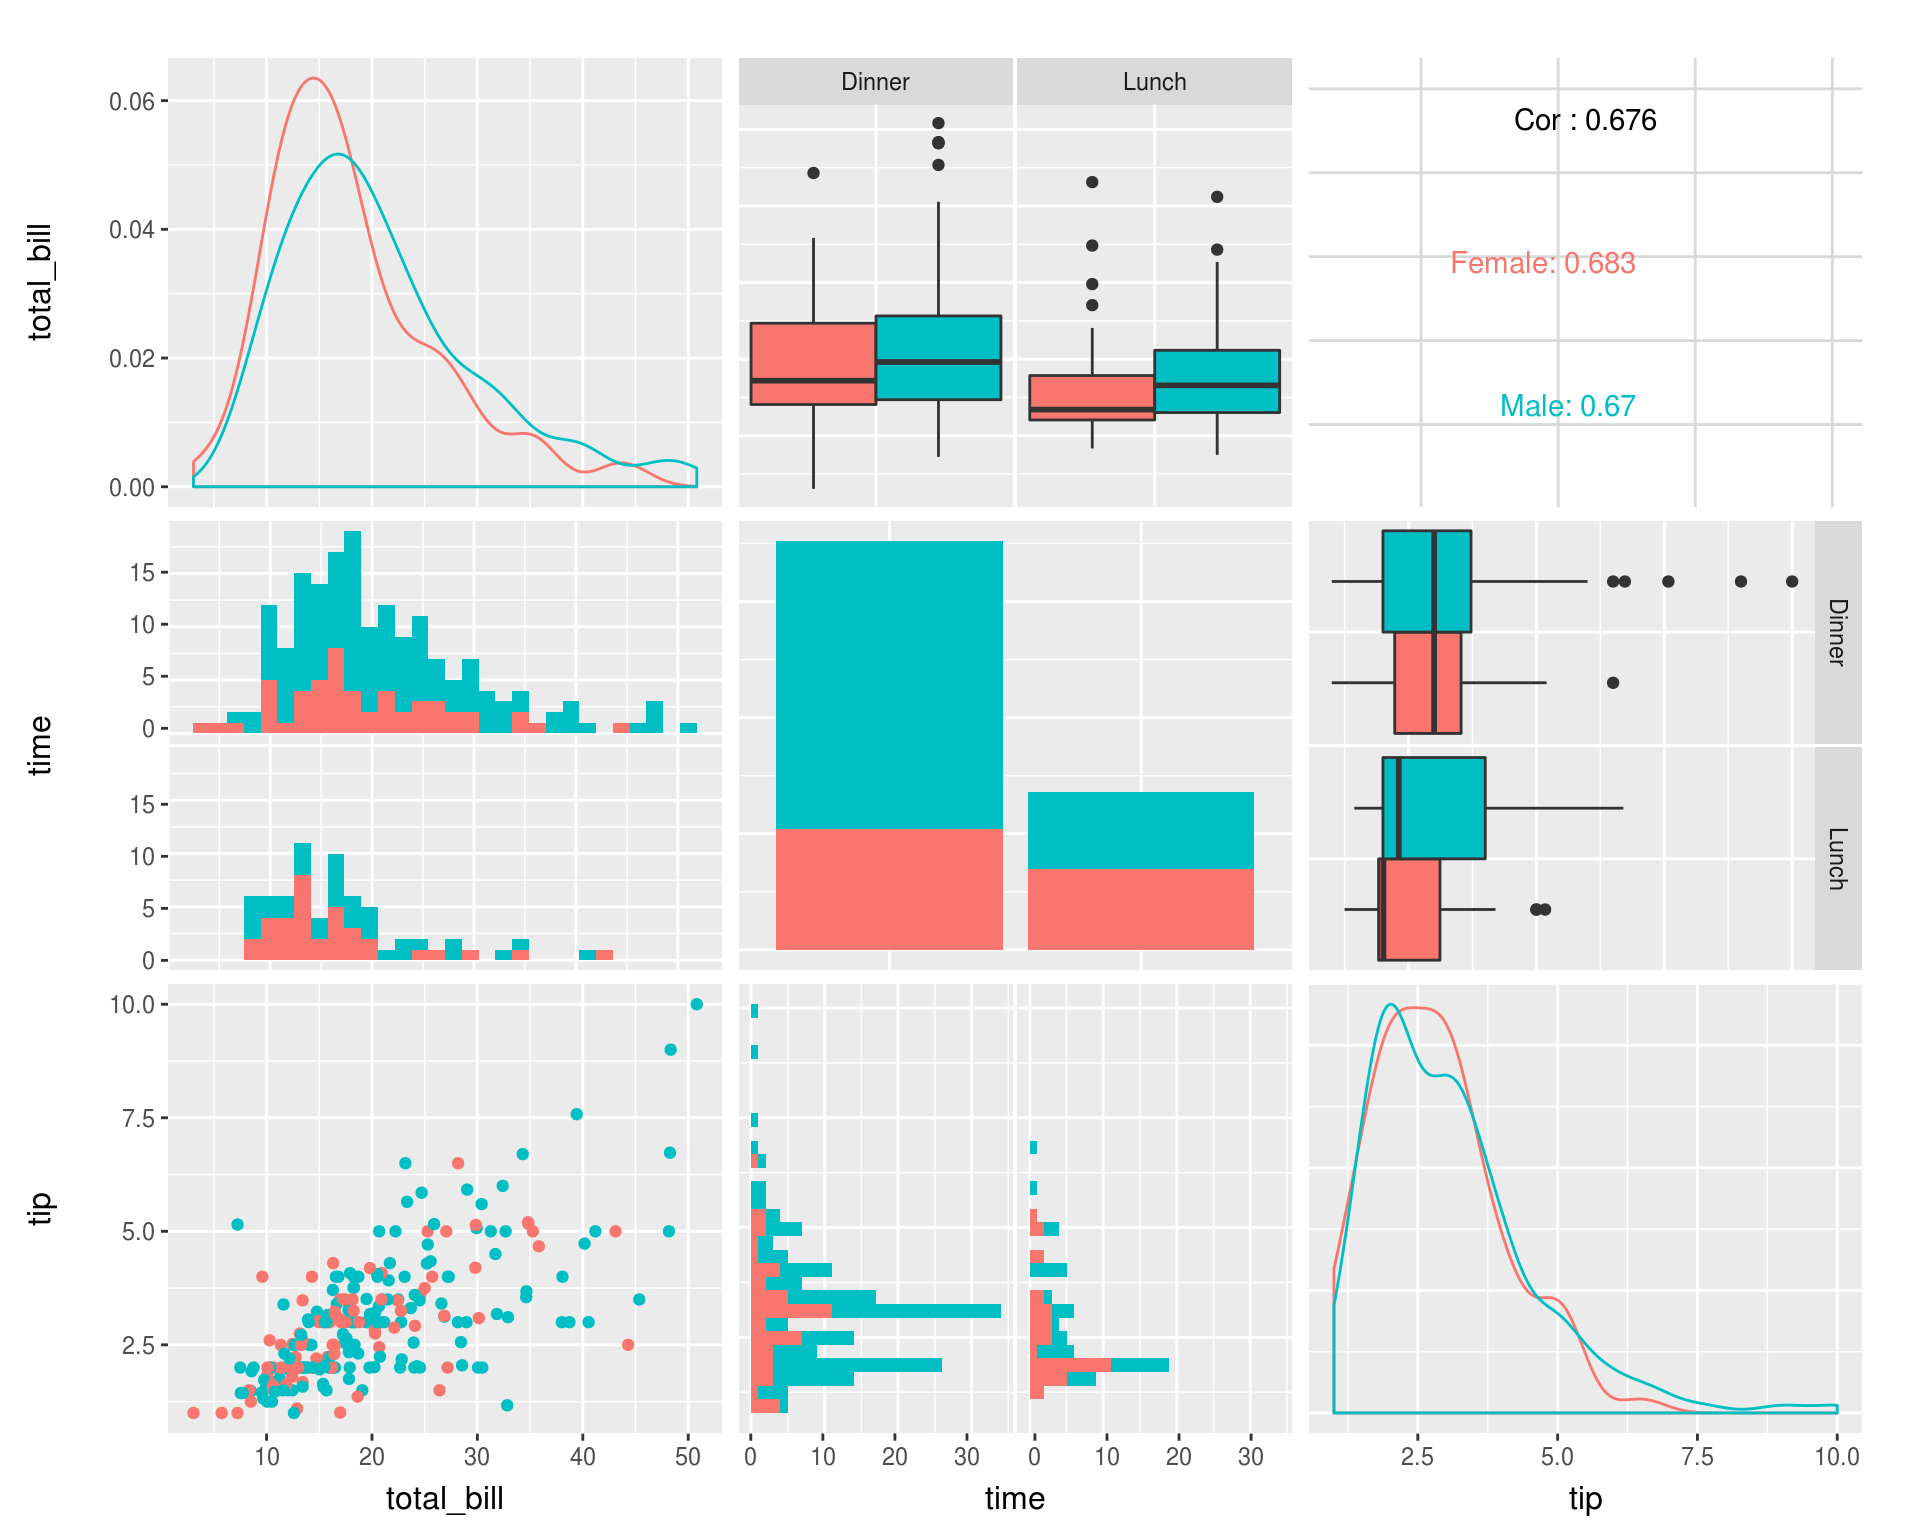 Dinner
Lunch
total_bill
0.06
0.04
0.02
0.00
Cor : 0.676
Female: 0.683
Male: 0.67
time
15
10
5
0
15
10
5
0
Dinner
Lunch
tip
10.0
7.5
5.0
2.5
10 20 30 40 50
0 10 20 30
0 10 20 30
2.5 5.0 7.5 10.0
total_bill
time
tip